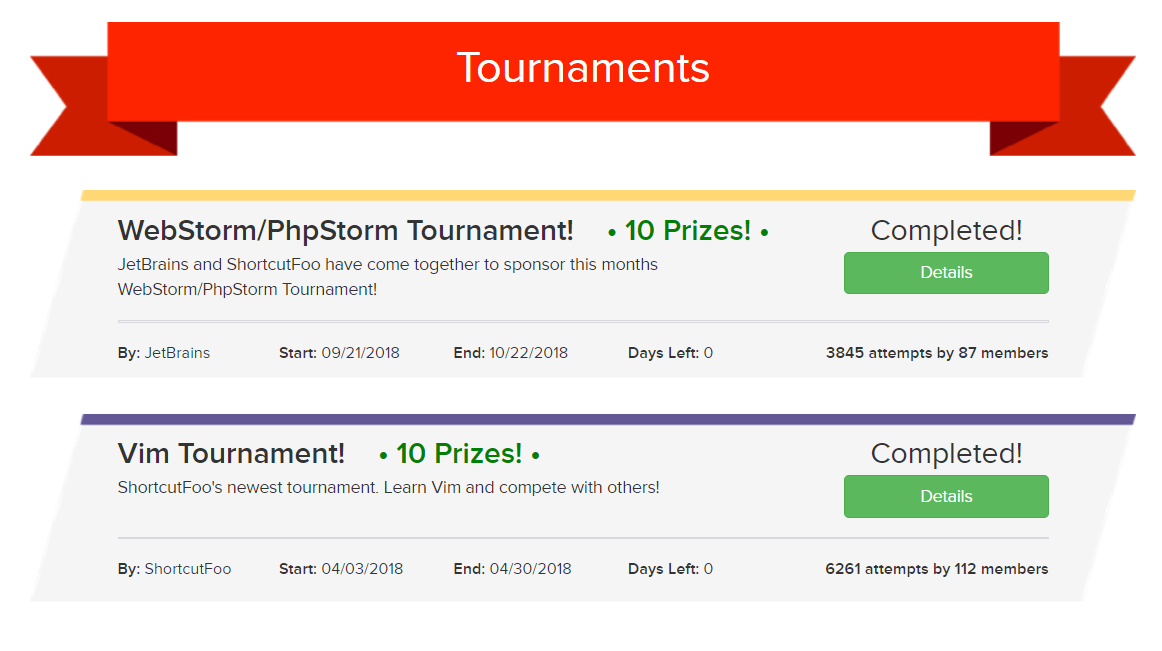 Tournaments
WebStorm/PhpStorm Tournament! • 10 Prizes! • Completed!
JetBrains and ShortcutFoo have come together to sponsor this months
WebStorm/PhpStorm Tournament!
Details
By: JetBrains Start: 09/21/2018 End: 10/22/2018 Days Left: 0 3845 attempts by 87 members
Vim Tournament! • 10 Prizes! • Completed!
ShortcutFoo's newest tournament. Learn Vim and compete with others!
Details
By: ShortcutFoo Start: 04/03/2018 End: 04/30/2018 Days Left: 0 6261 attempts by 112 members